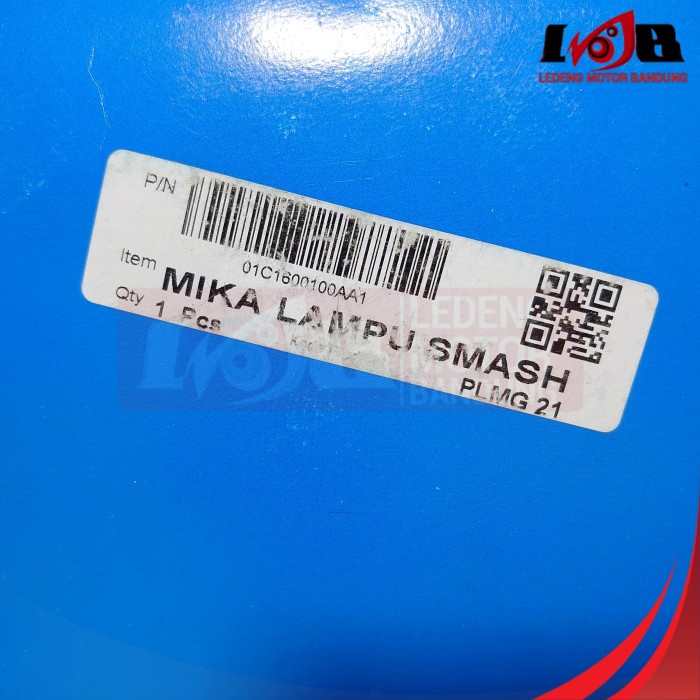 LEDENG MOTOR BANDUNG
P/N
01C1600100AA1
Item MIKA LAMPU SMASH
Qty 1 Pcs
PLMG 21
LEDENG
MOTOR
BANDUNG